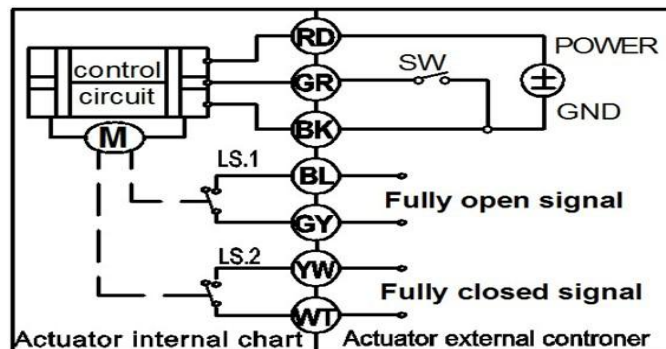 RD
POWER
control
circuit
GR
SW
±
GND
BK
M
LS.1
BL
Fully open signal
GY
LS.2
YW
Fully closed signal
WT
Actuator internal chart
Actuator external controner